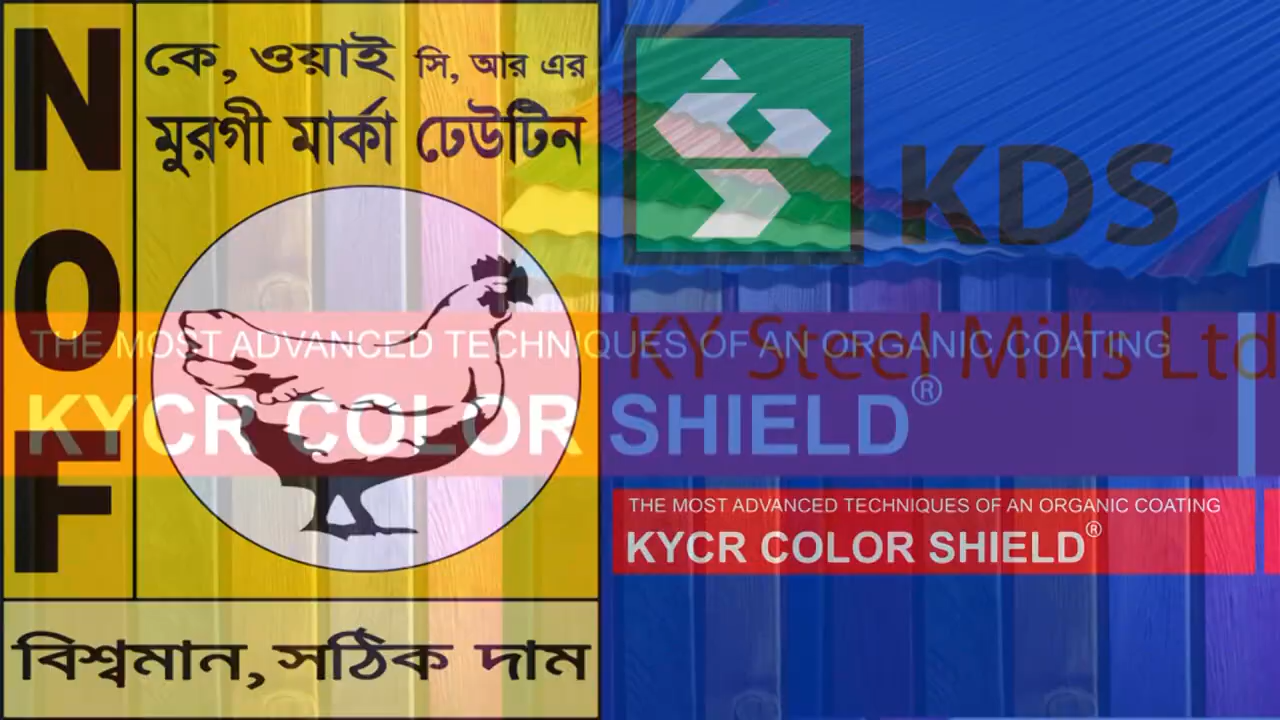 NOF
কে, ওয়াই সি, আর এর
মুরগী মার্কা ঢেউটিন
বিশ্বমান, সঠিক দাম
KDS
KY Steel Mills Ltd
THE MOST ADVANCED TECHNIQUES OF AN ORGANIC COATING
KYCR COLOR SHIELD®
THE MOST ADVANCED TECHNIQUES OF AN ORGANIC COATING
KYCR COLOR SHIELD®